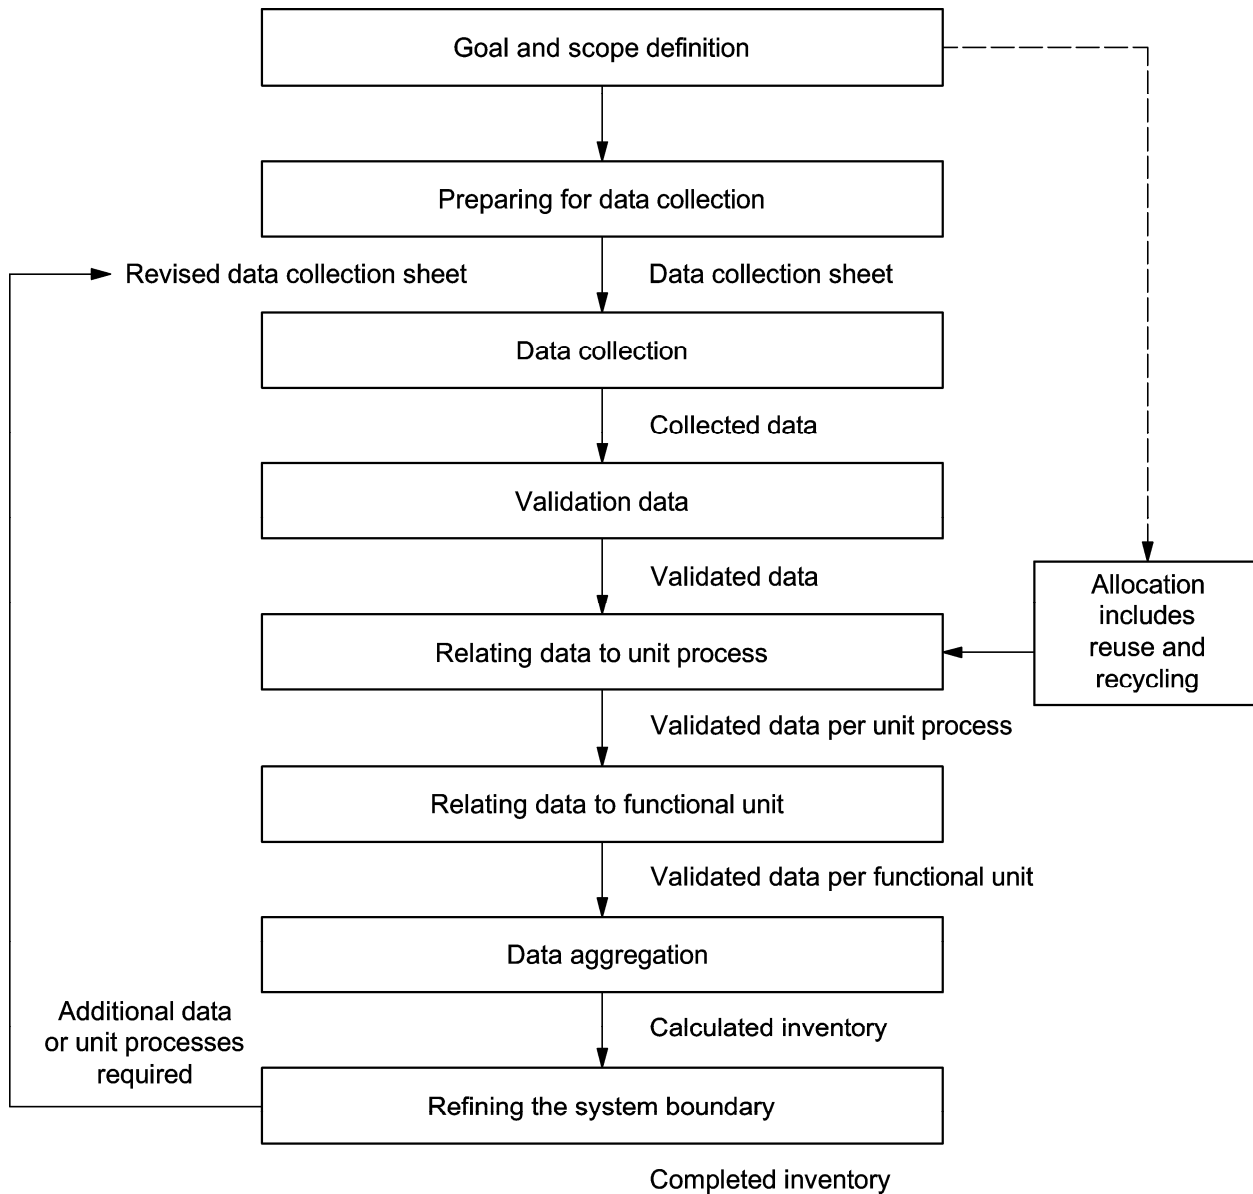 Goal and scope definition
Preparing for data collection
Revised data collection sheet
Data collection sheet
Data collection
Collected data
Validation data
Validated data
Allocation
includes
reuse and
recycling
Relating data to unit process
Validated data per unit process
Relating data to functional unit
Validated data per functional unit
Data aggregation
Additional data
or unit processes
required
Calculated inventory
Refining the system boundary
Completed inventory